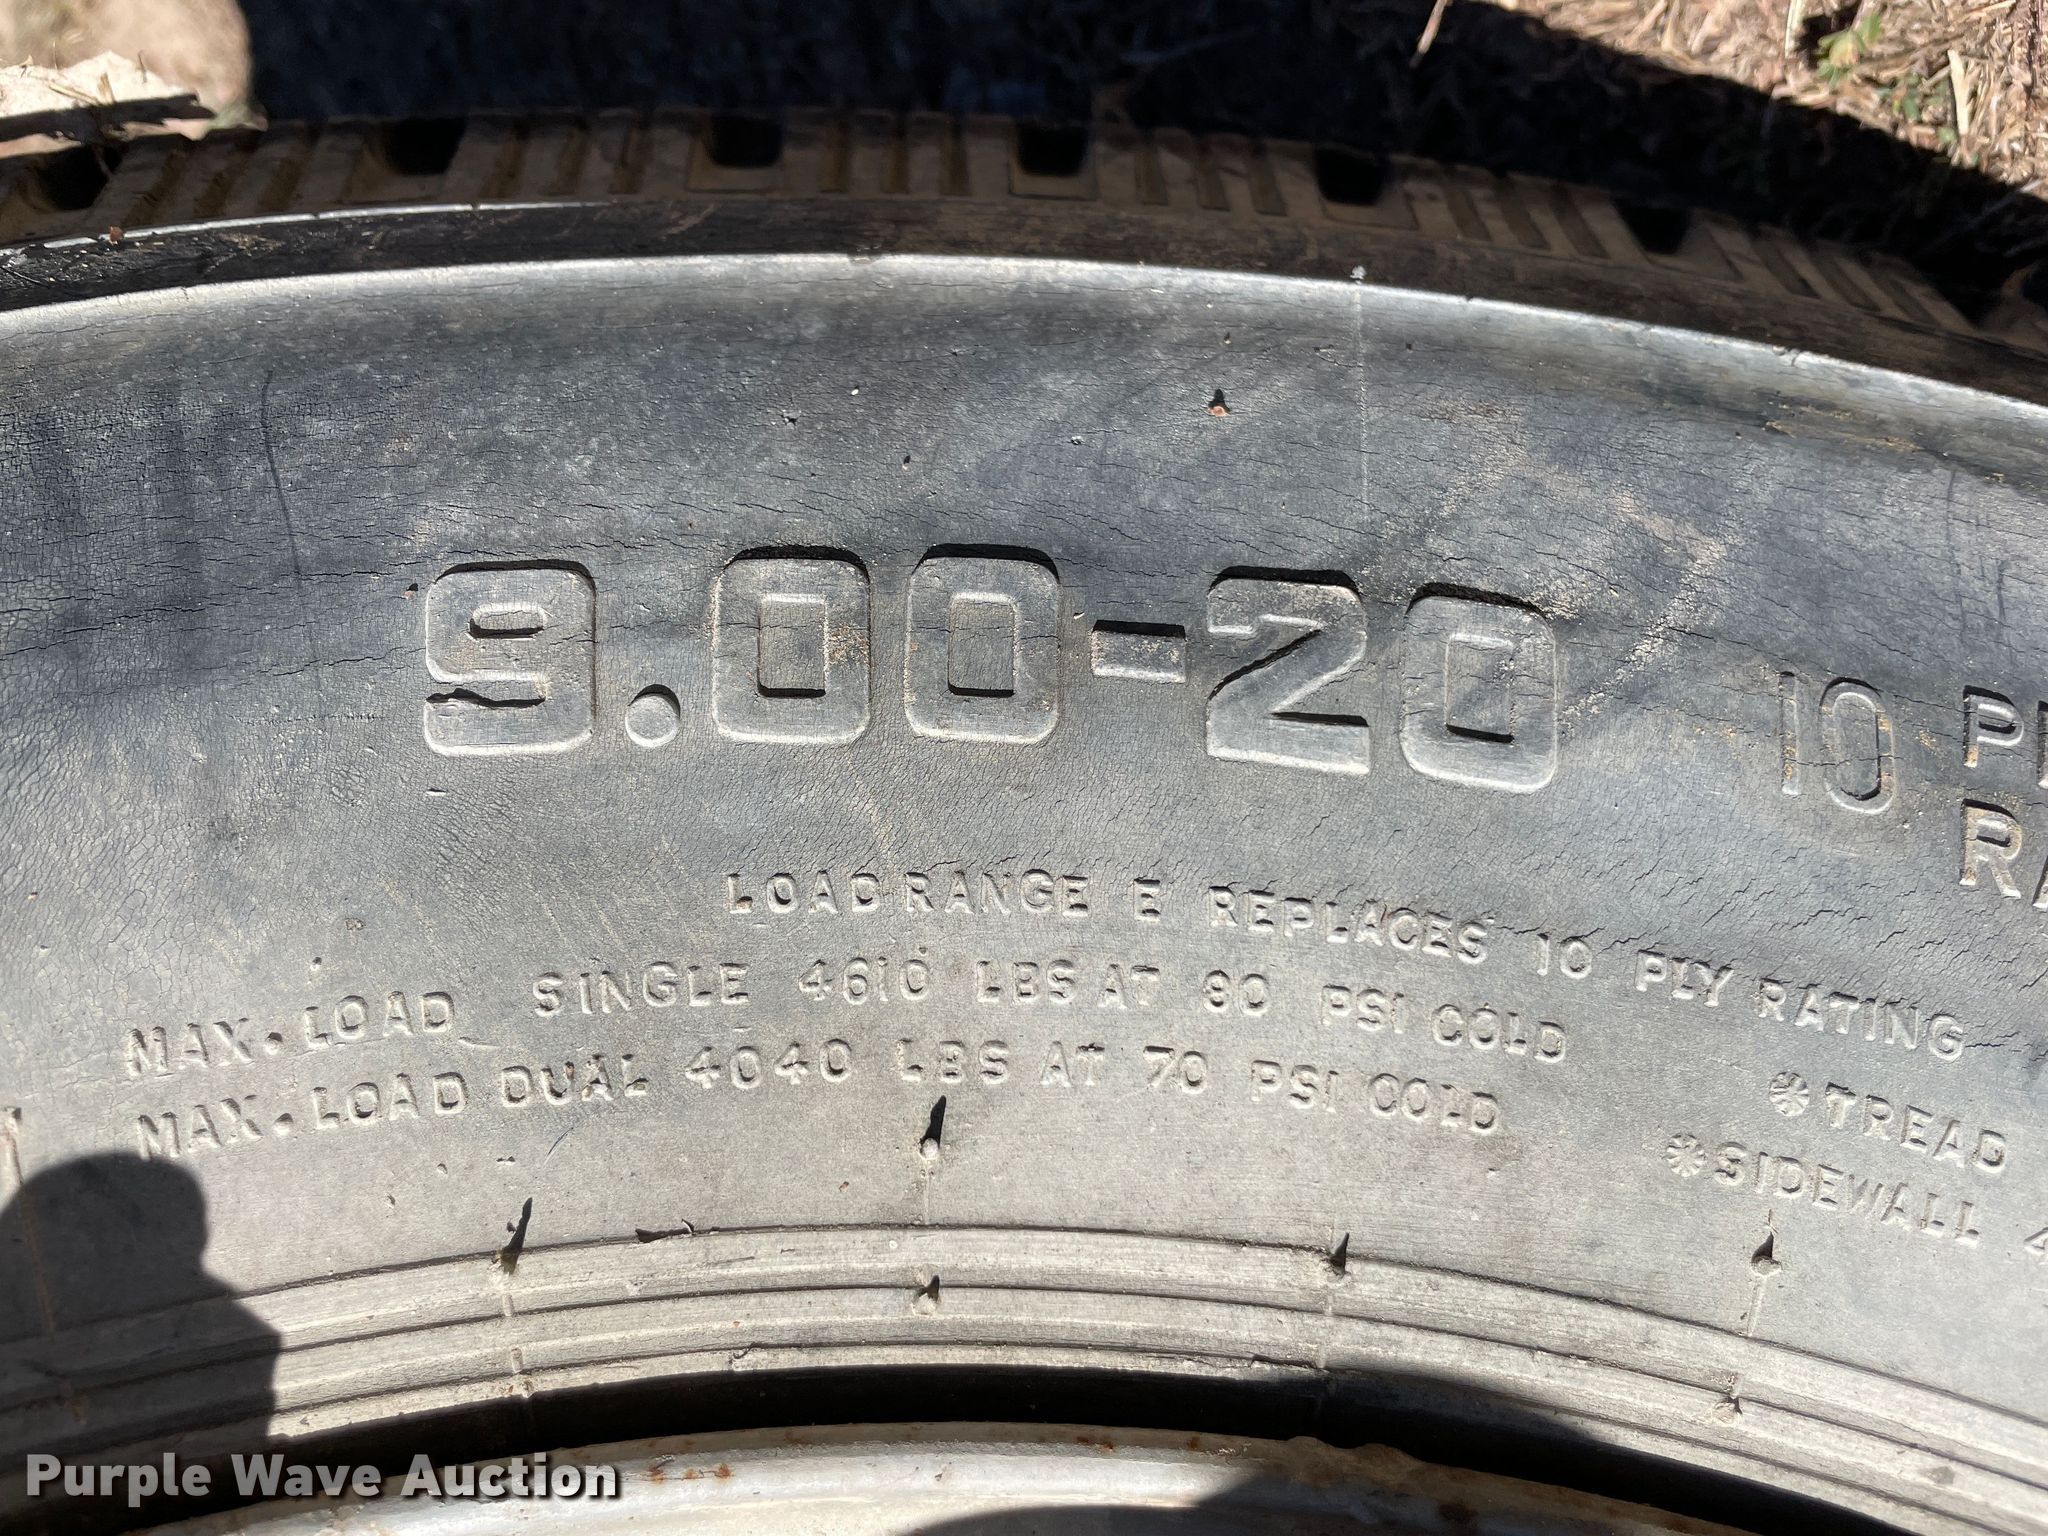 9.00-20 10
LOAD RANGE E REPLACES 10 PLY RATING
MAX. LOAD SINGLE 4610 LBS AT 80 PSI COLD
MAX. LOAD DUAL 4040 LBS AT 70 PSI COLD
TREAD
SIDEWALL 4
Purple Wave Auction